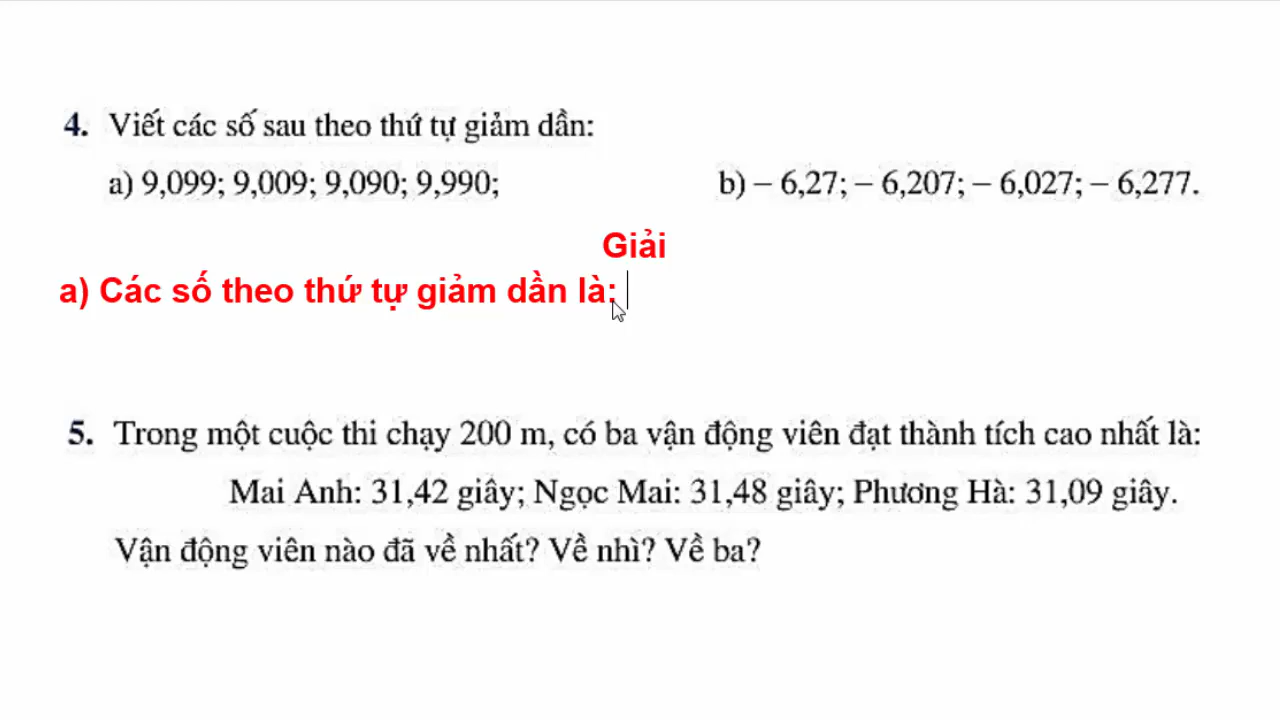 4. Viết các số sau theo thứ tự giảm dần:
a) 9,099; 9,009; 9,090; 9,990; b) – 6,27; – 6,207; – 6,027; – 6,277.
Giải
a) Các số theo thứ tự giảm dần là:
5. Trong một cuộc thi chạy 200 m, có ba vận động viên đạt thành tích cao nhất là:
Mai Anh: 31,42 giây; Ngọc Mai: 31,48 giây; Phương Hà: 31,09 giây.
Vận động viên nào đã về nhất? Về nhì? Về ba?